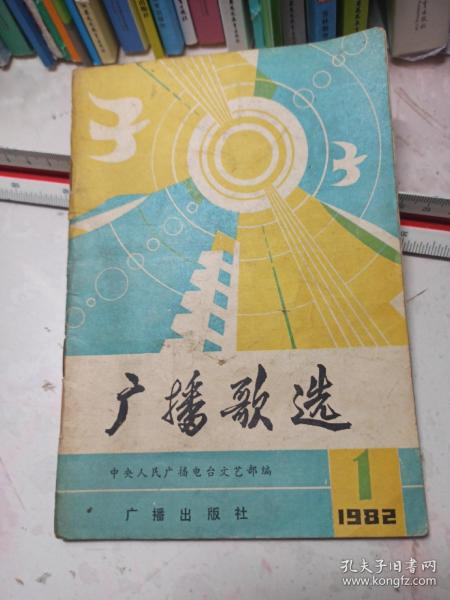 广播歌选
中央人民广播电台文艺部编
1
广播出版社
1982
孔夫子旧书网
www.kongfz.com